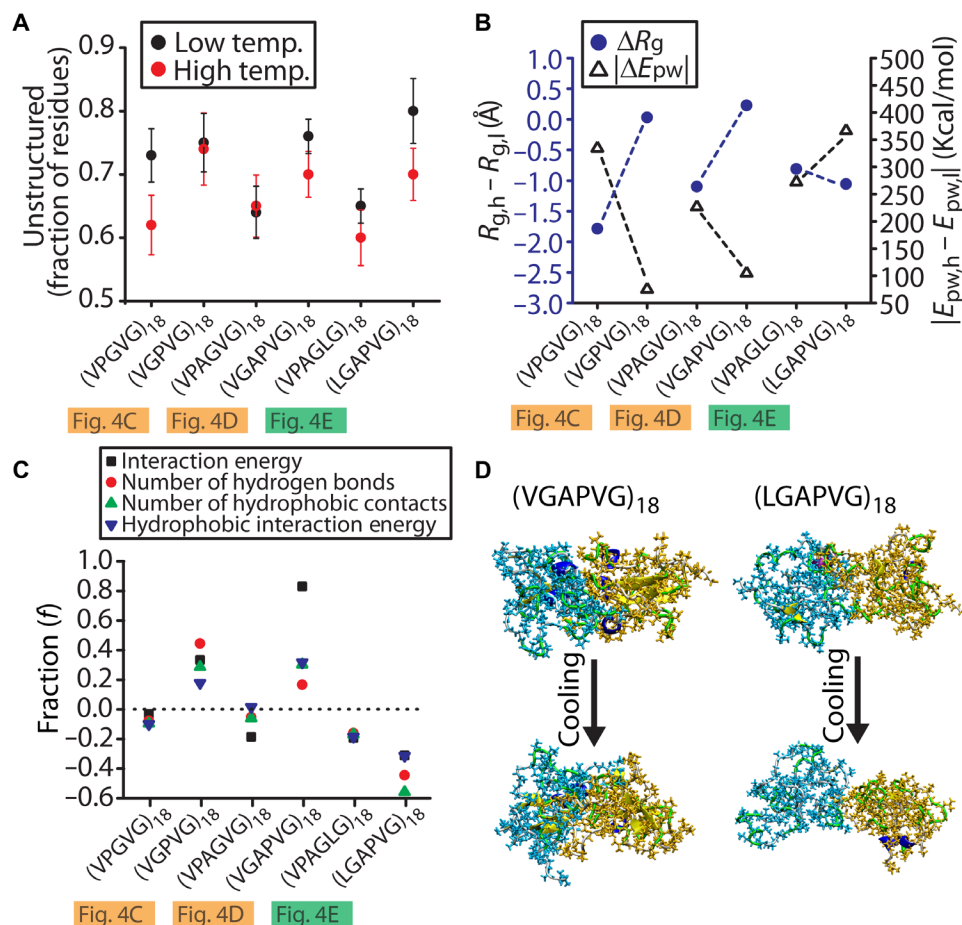 A
Low temp.
High temp.
Unstructured
(fraction of residues)
0.9
0.8
0.7
0.6
0.5
(VPGVG)18
(VGPVG)18
(VPAGVG)18
(VGAPVG)18
(VPAGLG)18
(LGAPVG)18
Fig. 4C
Fig. 4D
Fig. 4E
B
ΔRg
|ΔEpw|
Rg,h − Rg,l (Å)
1.0
0.5
0.0
−0.5
−1.0
−1.5
−2.0
−2.5
−3.0
500
450
400
350
300
250
200
150
100
50
|Epw,h − Epw,l| (Kcal/mol)
(VPGVG)18
(VGPVG)18
(VPAGVG)18
(VGAPVG)18
(VPAGLG)18
(LGAPVG)18
Fig. 4C
Fig. 4D
Fig. 4E
C
Interaction energy
Number of hydrogen bonds
Number of hydrophobic contacts
Hydrophobic interaction energy
Fraction (f)
1.0
0.8
0.6
0.4
0.2
0.0
−0.2
−0.4
−0.6
(VPGVG)18
(VGPVG)18
(VPAGVG)18
(VGAPVG)18
(VPAGLG)18
(LGAPVG)18
Fig. 4C
Fig. 4D
Fig. 4E
D
(VGAPVG)18
(LGAPVG)18
Cooling
Cooling